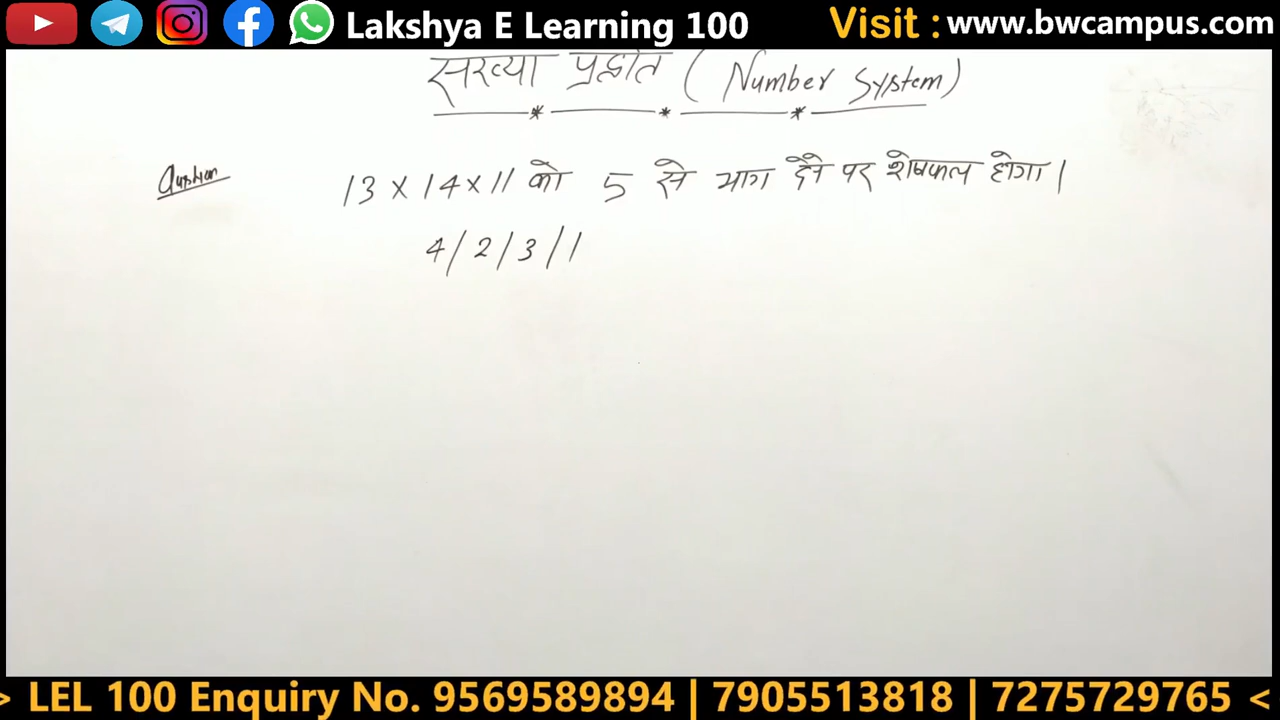 Lakshya E Learning 100 Visit : www.bwcampus.com
संख्या पद्धति ( Number System )
Question 13 x 14 x 11 को 5 से भाग देने पर शेषफल होगा।
4 / 2 / 3 / 1
> LEL 100 Enquiry No. 9569589894 | 7905513818 | 7275729765 <